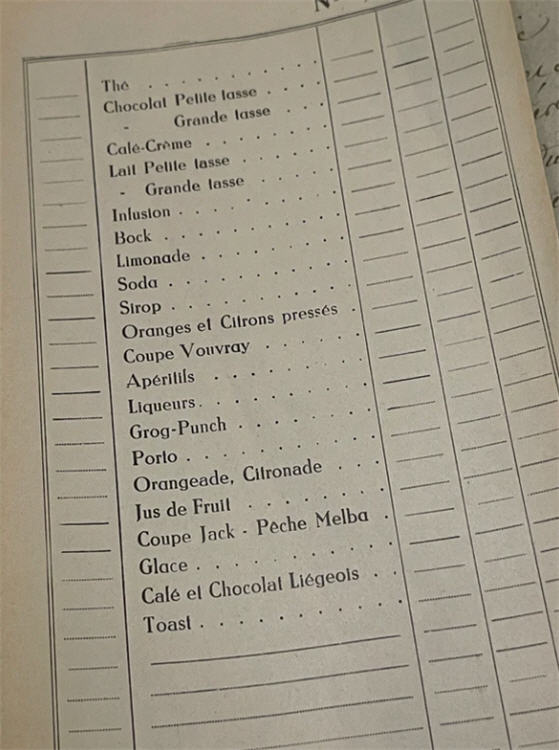 Thé
Chocolat Petite tasse
- Grande tasse
Café-Crème
Lait Petite tasse
- Grande tasse
Infusion
Bock
Limonade
Soda
Sirop
Oranges et Citrons pressés
Coupe Vouvray
Apéritifs
Liqueurs
Grog-Punch
Porto
Orangeade, Citronade
Jus de Fruit
Coupe Jack - Pêche Melba
Glace
Café et Chocolat Liégeois
Toast